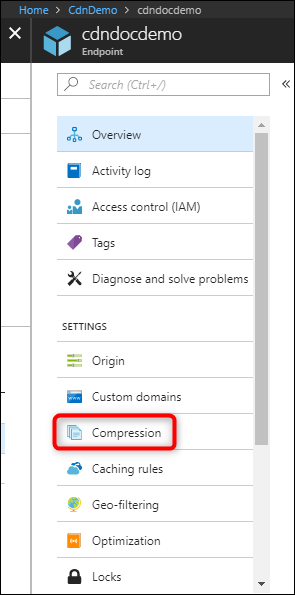 Home > CdnDemo > cdndocdemo
cdndocdemo
Endpoint
Search (Ctrl+/)
Overview
Activity log
Access control (IAM)
Tags
Diagnose and solve problems
SETTINGS
Origin
Custom domains
Compression
Caching rules
Geo-filtering
Optimization
Locks